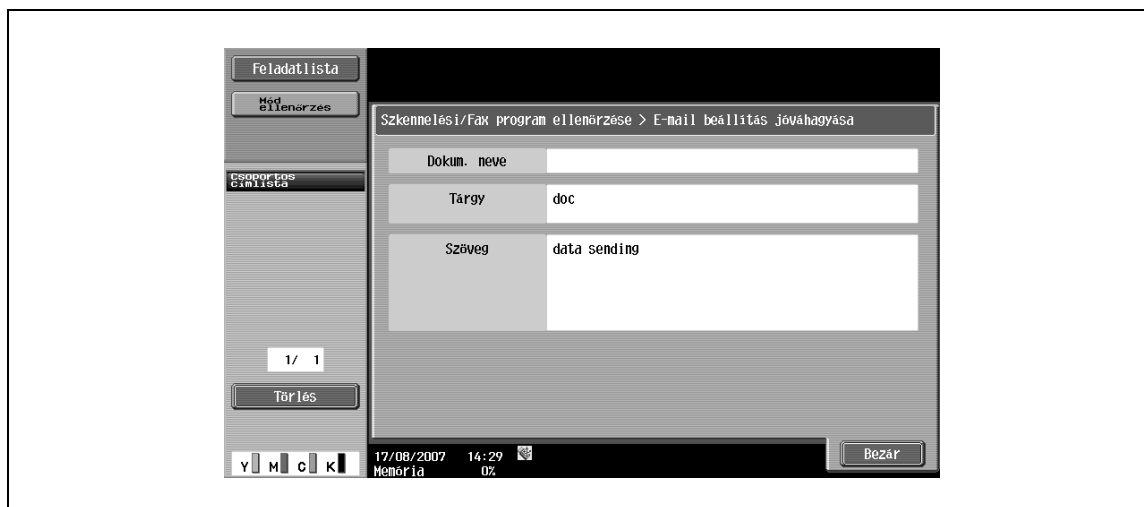 Feladatlista
Mód
ellenőrzés
Szkennelési/Fax program ellenőrzése > E-mail beállítás jóváhagyása
Dokum. neve
Csoportos
címlista
Tárgy
doc
Szöveg
data sending
1/ 1
Törlés
Y M C K
17/08/2007 14:29
Memória 0%
Bezár